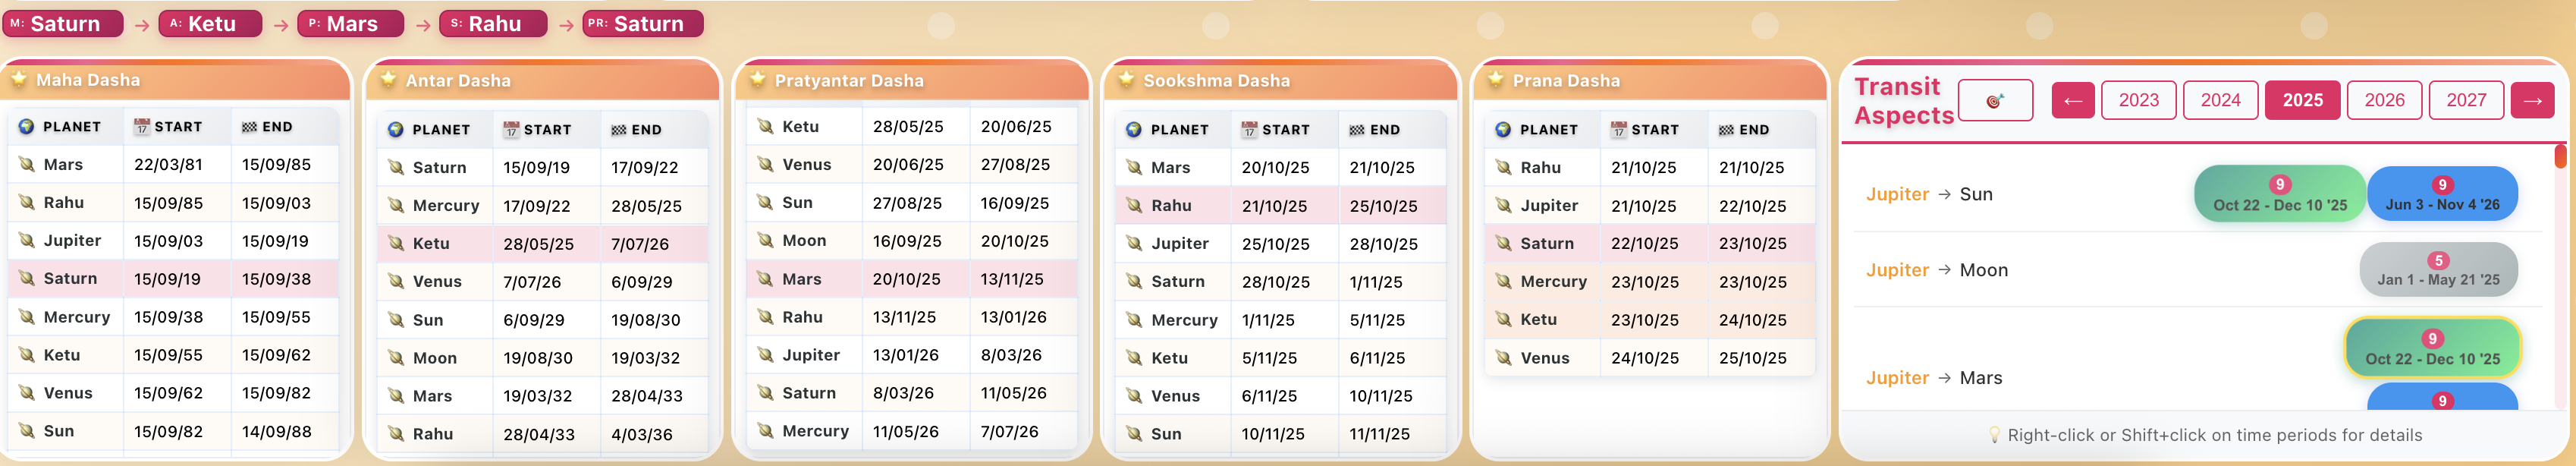 M: Saturn → A: Ketu → P: Mars → S: Rahu → PR: Saturn
Maha Dasha
PLANET START END
Mars 22/03/81 15/09/85
Rahu 15/09/85 15/09/03
Jupiter 15/09/03 15/09/19
Saturn 15/09/19 15/09/38
Mercury 15/09/38 15/09/55
Ketu 15/09/55 15/09/62
Venus 15/09/62 15/09/82
Sun 15/09/82 14/09/88
Antar Dasha
PLANET START END
Saturn 15/09/19 17/09/22
Mercury 17/09/22 28/05/25
Ketu 28/05/25 7/07/26
Venus 7/07/26 6/09/29
Sun 6/09/29 19/08/30
Moon 19/08/30 19/03/32
Mars 19/03/32 28/04/33
Rahu 28/04/33 4/03/36
Pratyantar Dasha
Ketu 28/05/25 20/06/25
Venus 20/06/25 27/08/25
Sun 27/08/25 16/09/25
Moon 16/09/25 20/10/25
Mars 20/10/25 13/11/25
Rahu 13/11/25 13/01/26
Jupiter 13/01/26 8/03/26
Saturn 8/03/26 11/05/26
Mercury 11/05/26 7/07/26
Sookshma Dasha
PLANET START END
Mars 20/10/25 21/10/25
Rahu 21/10/25 25/10/25
Jupiter 25/10/25 28/10/25
Saturn 28/10/25 1/11/25
Mercury 1/11/25 5/11/25
Ketu 5/11/25 6/11/25
Venus 6/11/25 10/11/25
Sun 10/11/25 11/11/25
Prana Dasha
PLANET START END
Rahu 21/10/25 21/10/25
Jupiter 21/10/25 22/10/25
Saturn 22/10/25 23/10/25
Mercury 23/10/25 23/10/25
Ketu 23/10/25 24/10/25
Venus 24/10/25 25/10/25
Transit
Aspects
← 2023 2024 2025 2026 2027 →
Jupiter → Sun
9
Oct 22 - Dec 10 '25
9
Jun 3 - Nov 4 '26
Jupiter → Moon
5
Jan 1 - May 21 '25
Jupiter → Mars
9
Oct 22 - Dec 10 '25
9
Right-click or Shift+click on time periods for details